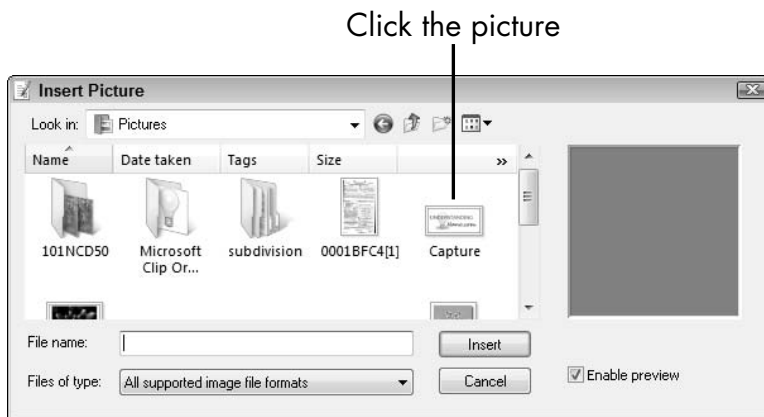 Click the picture
Insert Picture
Look in: Pictures
Name Date taken Tags Size »
UNDERSTANDING
101NCD50 Microsoft Clip Or... subdivision 0001BFC4[1] Capture
File name: Insert
Files of type: All supported image file formats Cancel Enable preview